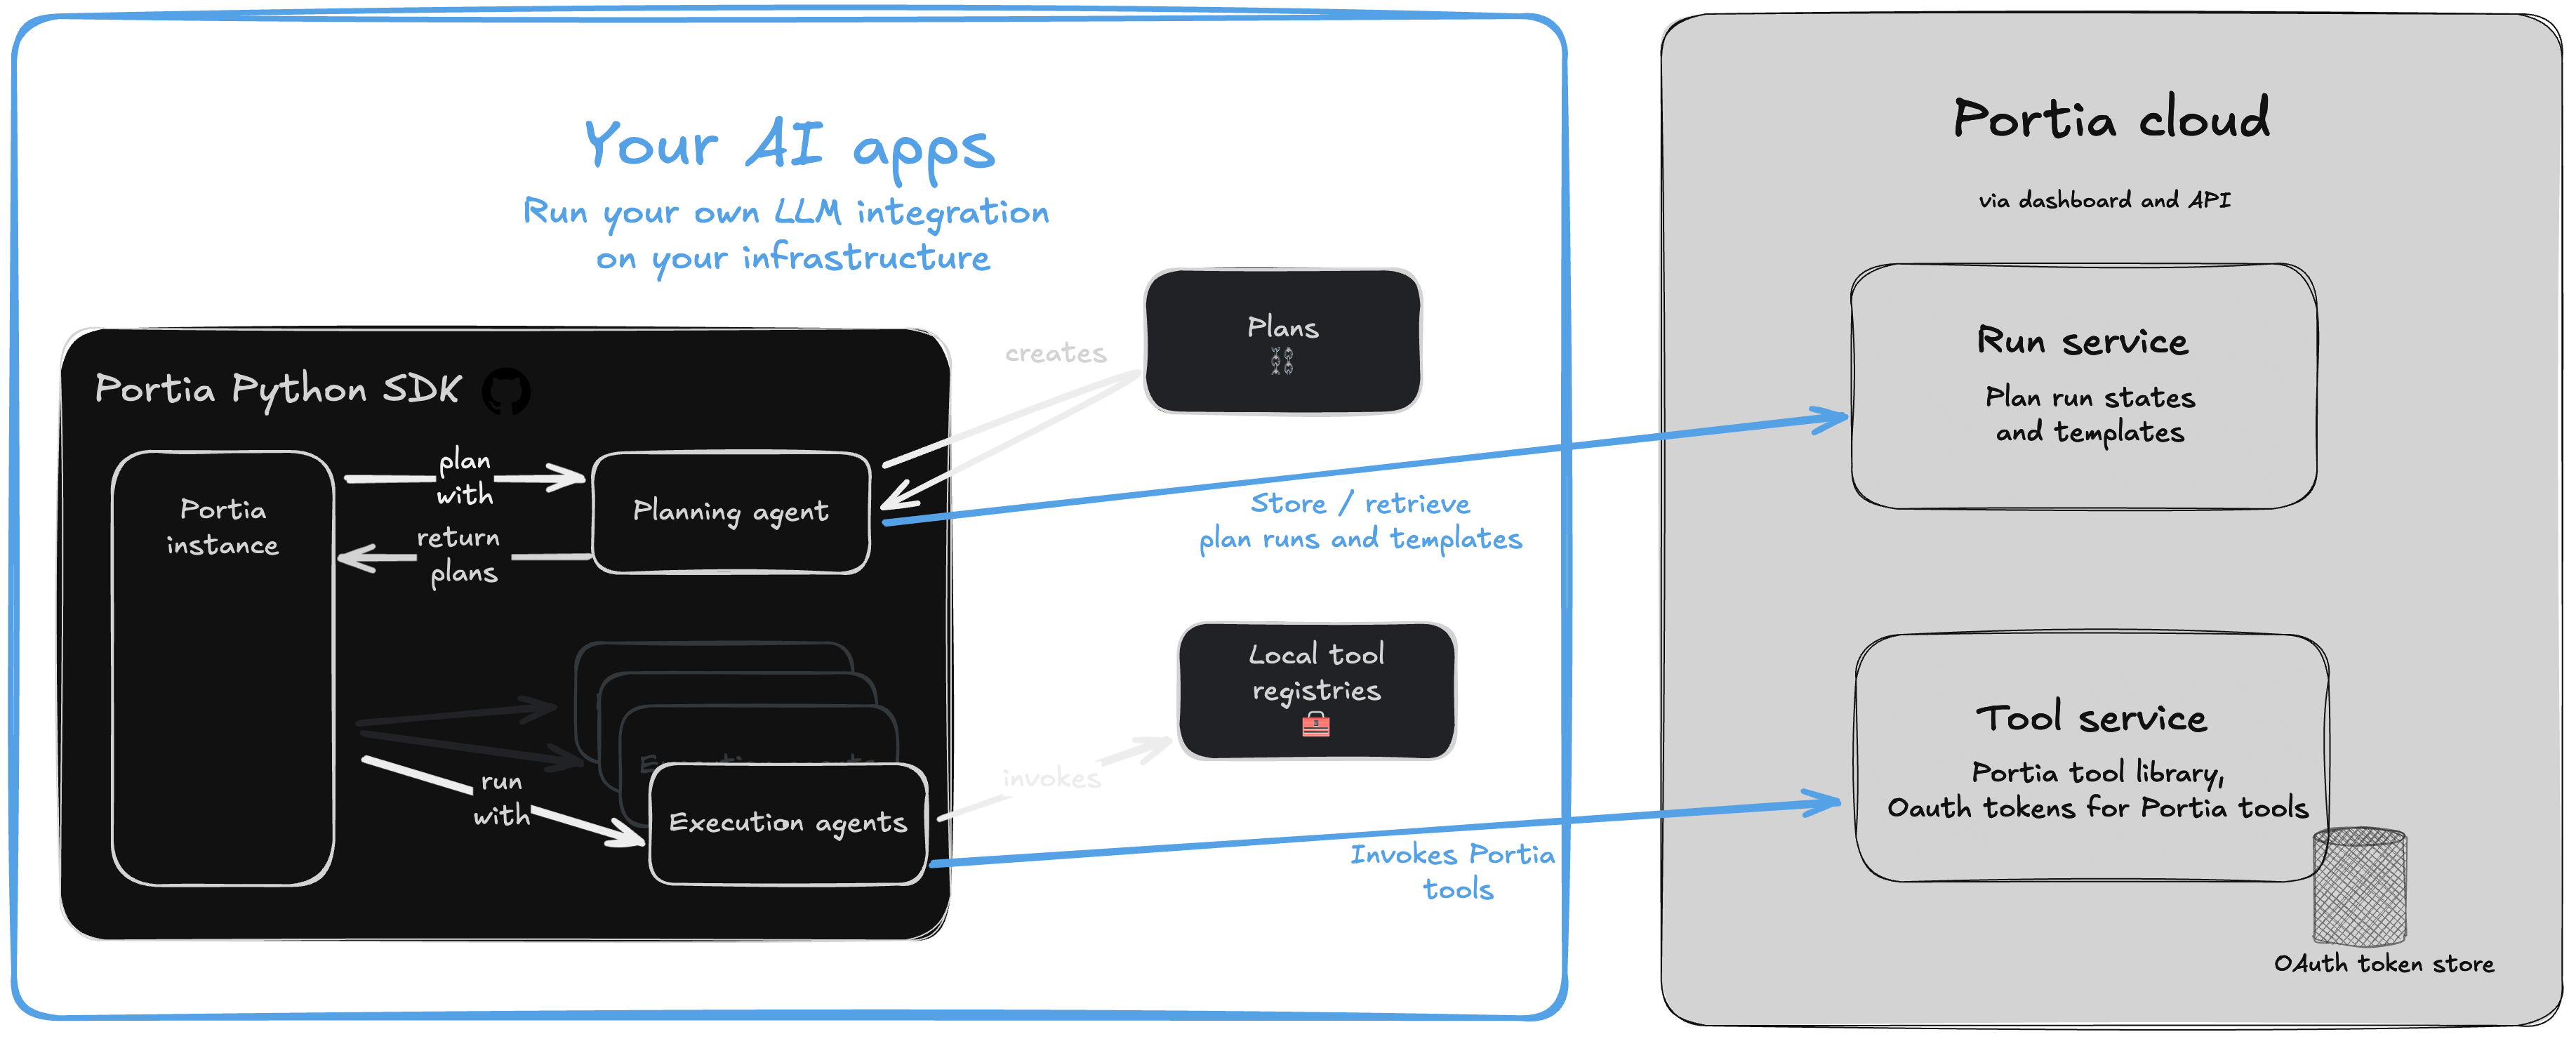 Your AI apps
Run your own LLM integration
on your infrastructure
Portia Python SDK
Portia
instance
plan
with
return
plans
Planning agent
creates
Plans
Store / retrieve
plan runs and templates
run
with
Execution agents
Execution agents
invokes
Local tool
registries
Invokes Portia
tools
Portia cloud
via dashboard and API
Run service
Plan run states
and templates
Tool service
Portia tool library,
Oauth tokens for Portia tools
OAuth token store